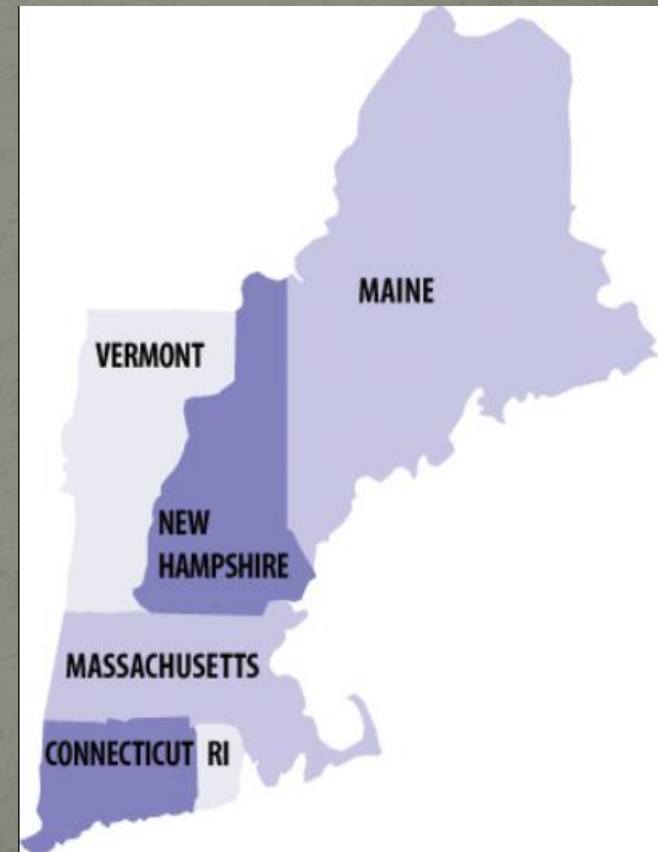 MAINE
VERMONT
NEW
HAMPSHIRE
MASSACHUSETTS
CONNECTICUT RI